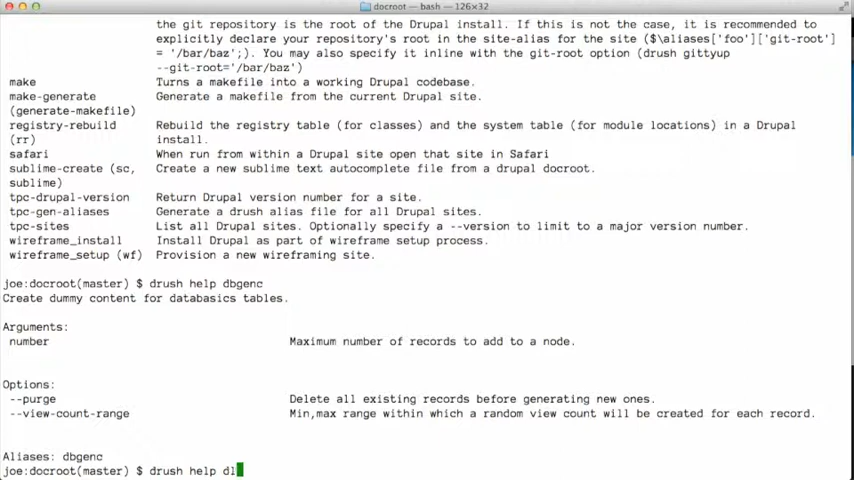 docroot — bash — 126×32
the git repository is the root of the Drupal install. If this is not the case, it is recommended to
explicitly declare your repository's root in the site-alias for the site ($\aliases['foo']['git-root']
= '/bar/baz';). You may also specify it inline with the git-root option (drush gittyup
--git-root='/bar/baz')
make Turns a makefile into a working Drupal codebase.
make-generate Generate a makefile from the current Drupal site.
(generate-makefile)
registry-rebuild Rebuild the registry table (for classes) and the system table (for module locations) in a Drupal
(rr) install.
safari When run from within a Drupal site open that site in Safari
sublime-create (sc, Create a new sublime text autocomplete file from a drupal docroot.
sublime)
tpc-drupal-version Return Drupal version number for a site.
tpc-gen-aliases Generate a drush alias file for all Drupal sites.
tpc-sites List all Drupal sites. Optionally specify a --version to limit to a major version number.
wireframe_install Install Drupal as part of wireframe setup process.
wireframe_setup (wf) Provision a new wireframing site.
joe:docroot(master) $ drush help dbgenc
Create dummy content for databasics tables.
Arguments:
number Maximum number of records to add to a node.
Options:
--purge Delete all existing records before generating new ones.
--view-count-range Min,max range within which a random view count will be created for each record.
Aliases: dbgenc
joe:docroot(master) $ drush help dl